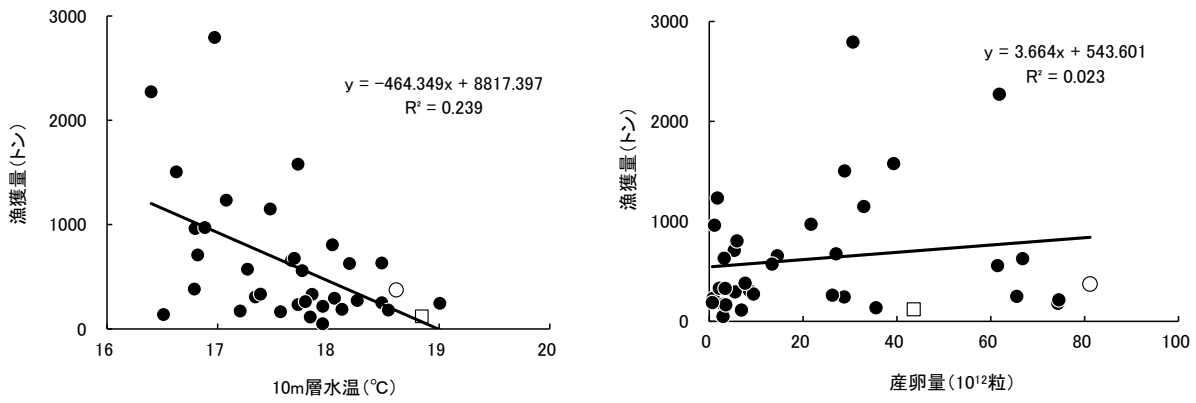 3000
2000
1000
0
漁獲量(トン)
y = −464.349x + 8817.397
R² = 0.239
16 17 18 19 20
10m層水温(℃)
3000
2000
1000
0
漁獲量(トン)
y = 3.664x + 543.601
R² = 0.023
0 20 40 60 80 100
産卵量(10¹²粒)